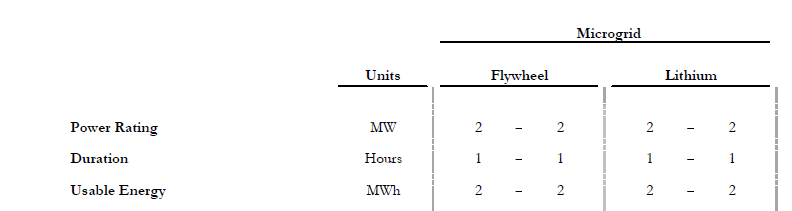 Microgrid
Units Flywheel Lithium
Power Rating MW 2 – 2 2 – 2
Duration Hours 1 – 1 1 – 1
Usable Energy MWh 2 – 2 2 – 2